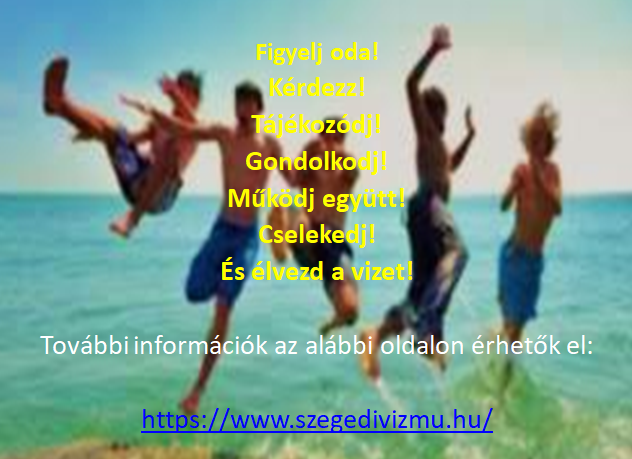 Figyelj oda!
Kérdezz!
Tájékozódj!
Gondolkodj!
Működj együtt!
Cselekedj!
És élvezd a vizet!
További információk az alábbi oldalon érhetők el:
https://www.szegedivizmu.hu/